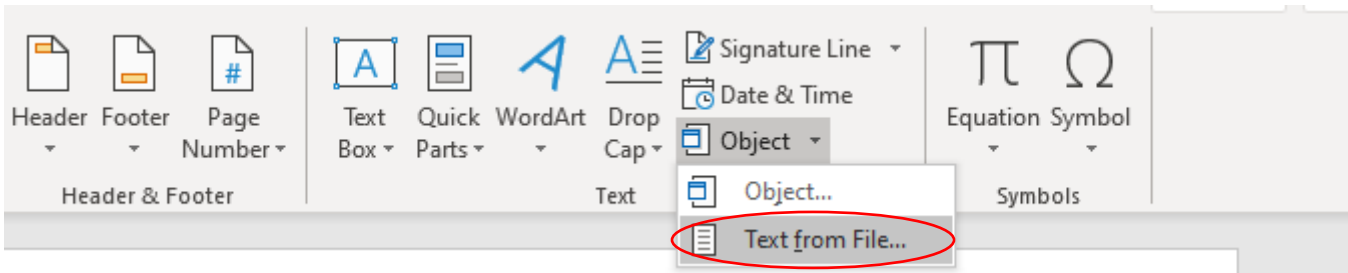 Header
Footer
#
Page
Number
Header & Footer
A
Text
Box
Quick
Parts
A
WordArt
A
Drop
Cap
Signature Line
Date & Time
Object
Object...
Text from File...
Text
π
Equation
Ω
Symbol
Symbols